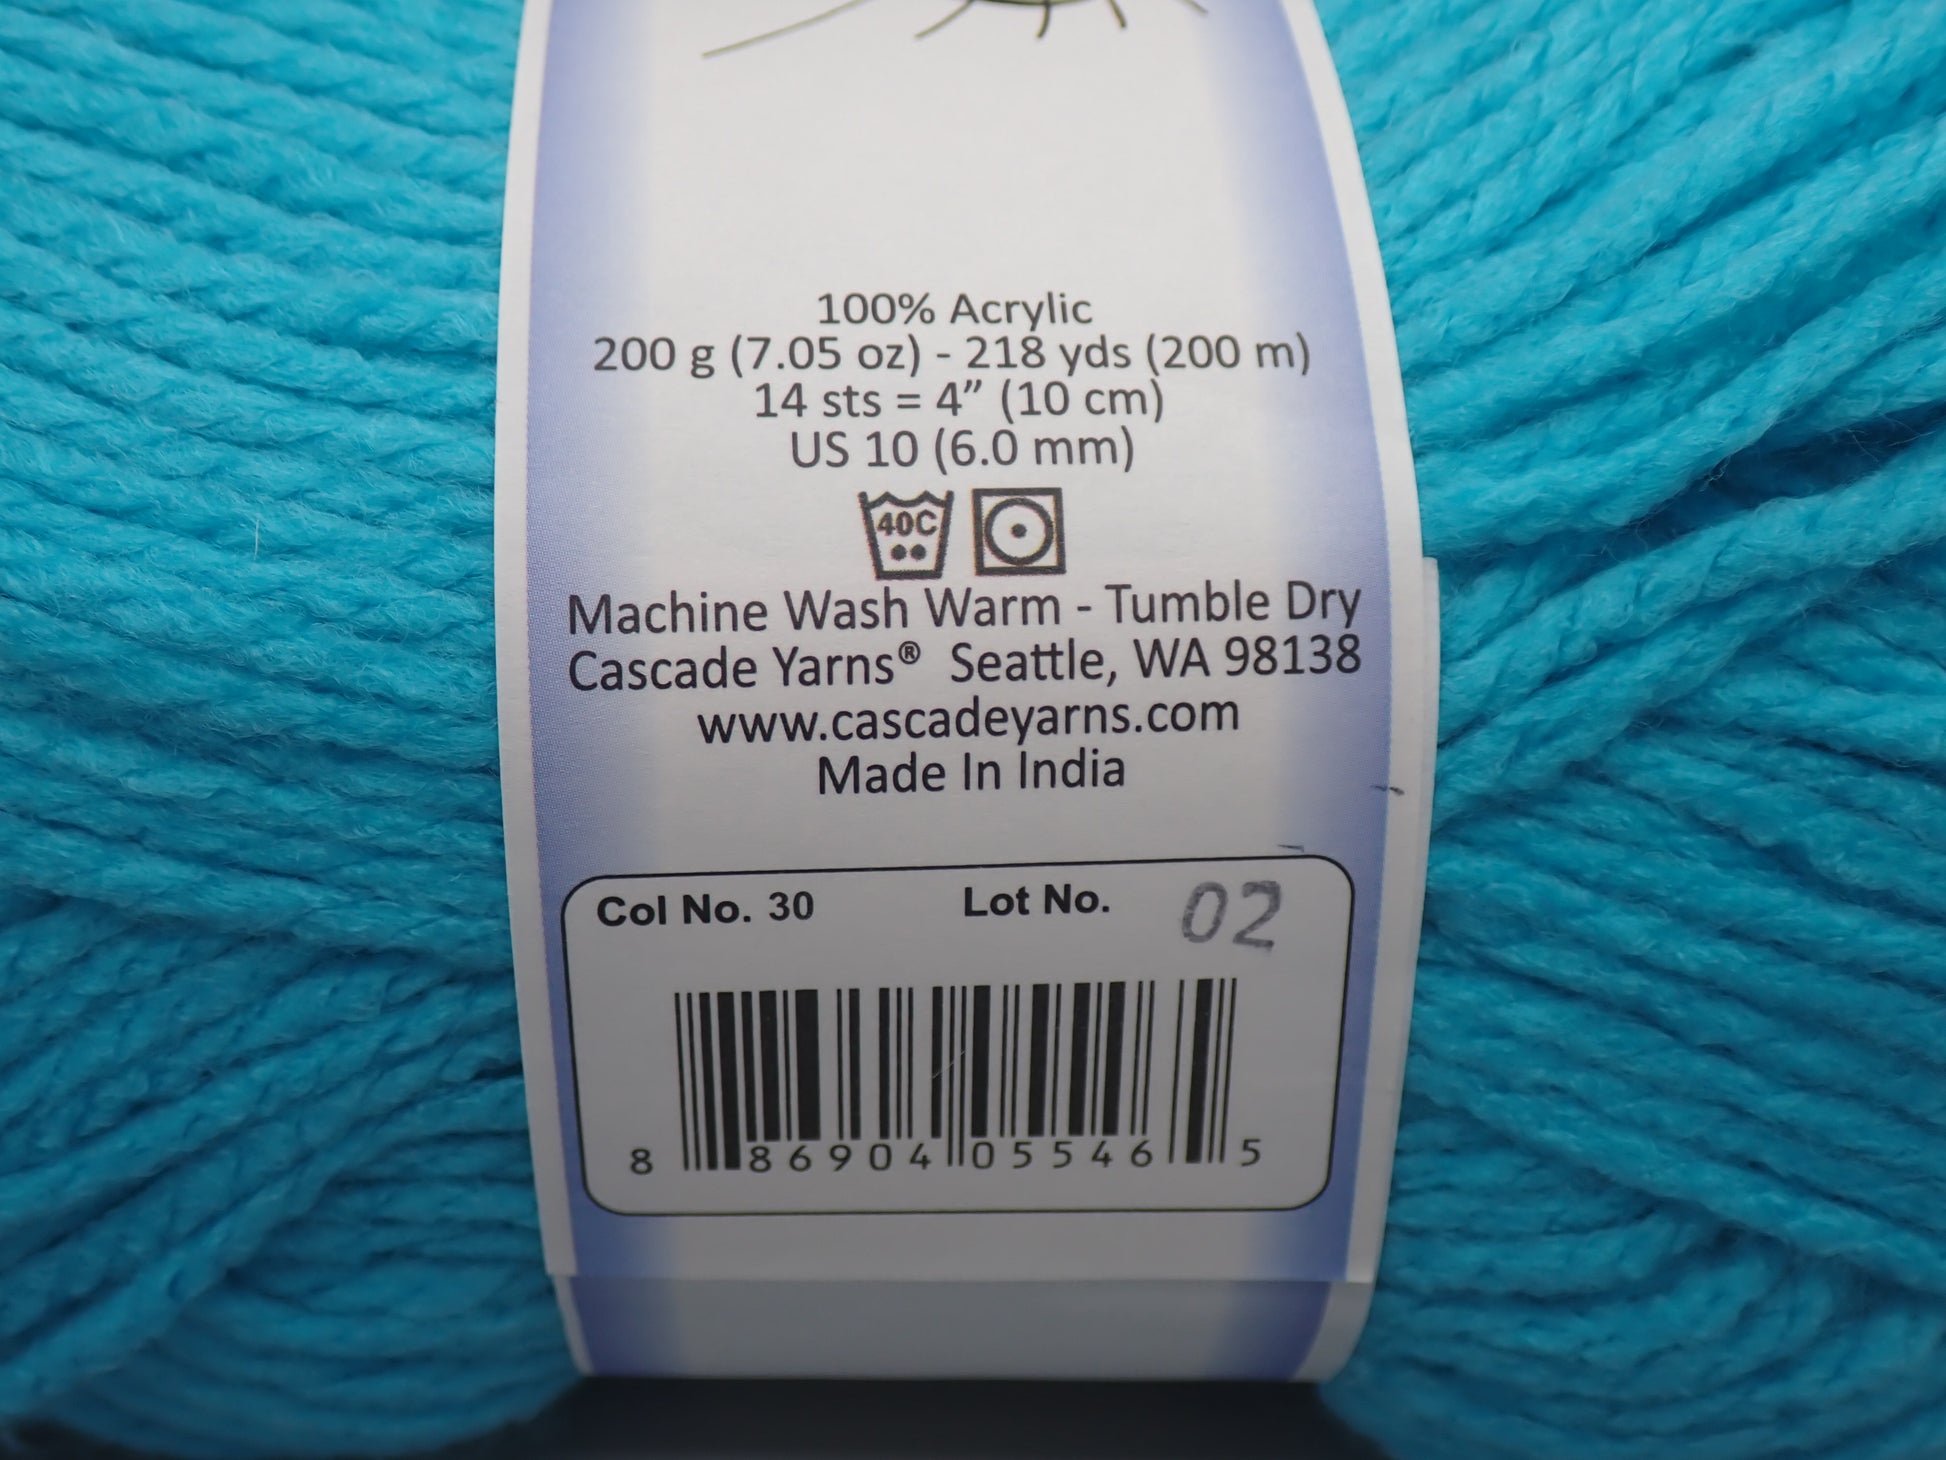 100% Acrylic
200 g (7.05 oz) - 218 yds (200 m)
14 sts = 4” (10 cm)
US 10 (6.0 mm)
40C
Machine Wash Warm - Tumble Dry
Cascade Yarns® Seattle, WA 98138
www.cascadeyarns.com
Made In India
Col No. 30 Lot No. 02
8 86904 05546 5